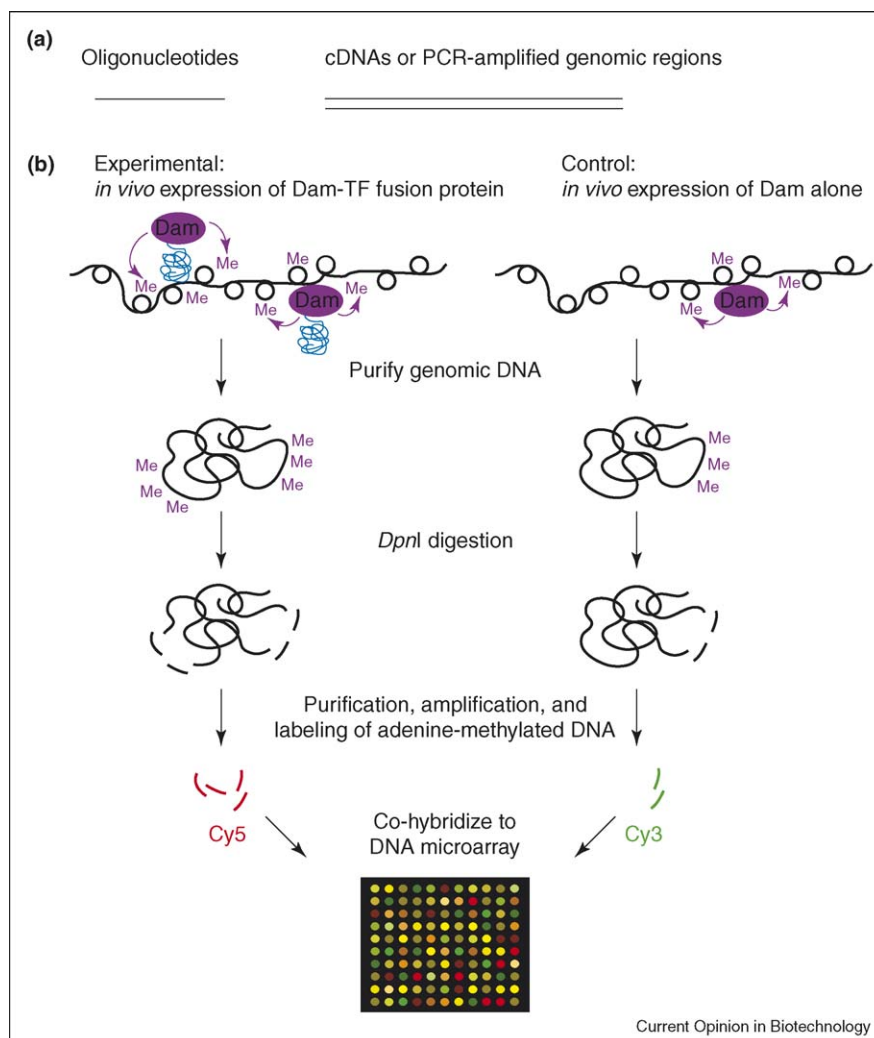 (a)
Oligonucleotides cDNAs or PCR-amplified genomic regions
(b) Experimental: Control:
in vivo expression of Dam-TF fusion protein in vivo expression of Dam alone
Dam
Me
Me
Me
Me
Me
Me
Dam
Me
Me
Me
Dam
Me
Purify genomic DNA
Me
Me
Me
Me
Me
Me
Me
Me
Me
DpnI digestion
Purification, amplification, and
labeling of adenine-methylated DNA
Cy5
Cy3
Co-hybridize to
DNA microarray
Current Opinion in Biotechnology